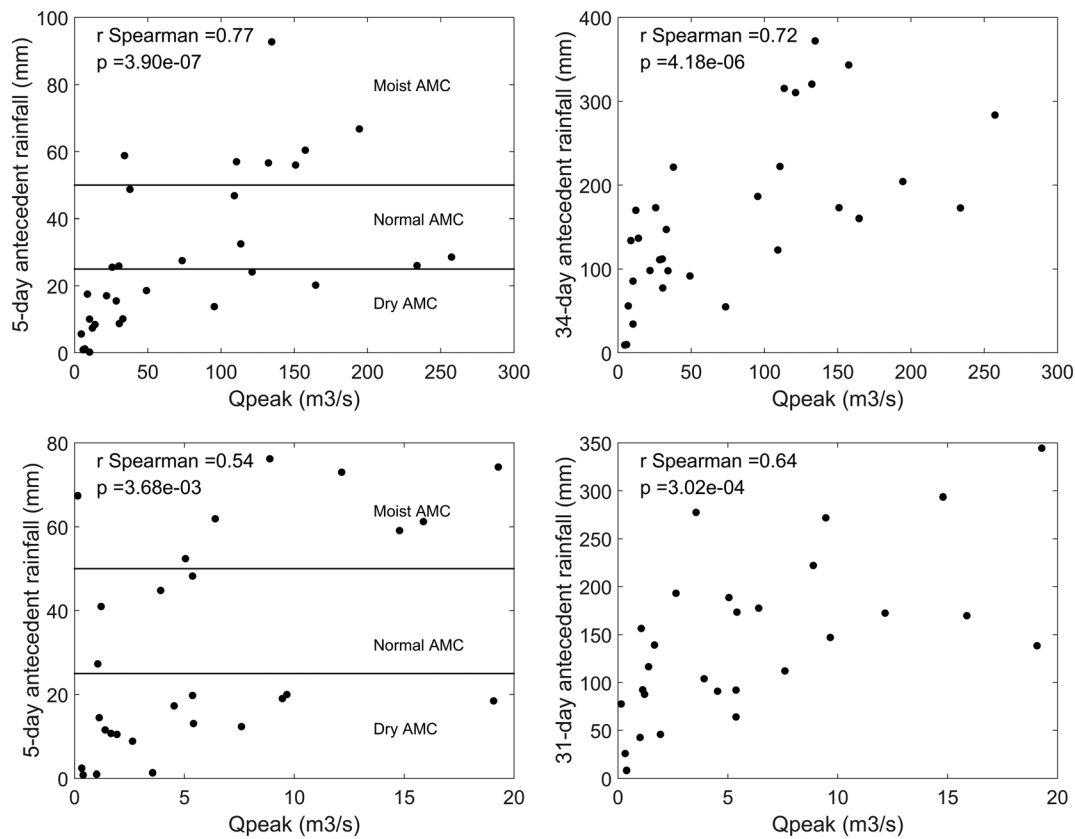 100
80
60
40
20
0
5-day antecedent rainfall (mm)
r Spearman =0.77
p =3.90e-07
Moist AMC
Normal AMC
Dry AMC
0 50 100 150 200 250 300
Qpeak (m3/s)
400
300
200
100
0
34-day antecedent rainfall (mm)
r Spearman =0.72
p =4.18e-06
0 50 100 150 200 250 300
Qpeak (m3/s)
80
60
40
20
0
5-day antecedent rainfall (mm)
r Spearman =0.54
p =3.68e-03
Moist AMC
Normal AMC
Dry AMC
0 5 10 15 20
Qpeak (m3/s)
350
300
250
200
150
100
50
0
31-day antecedent rainfall (mm)
r Spearman =0.64
p =3.02e-04
0 5 10 15 20
Qpeak (m3/s)